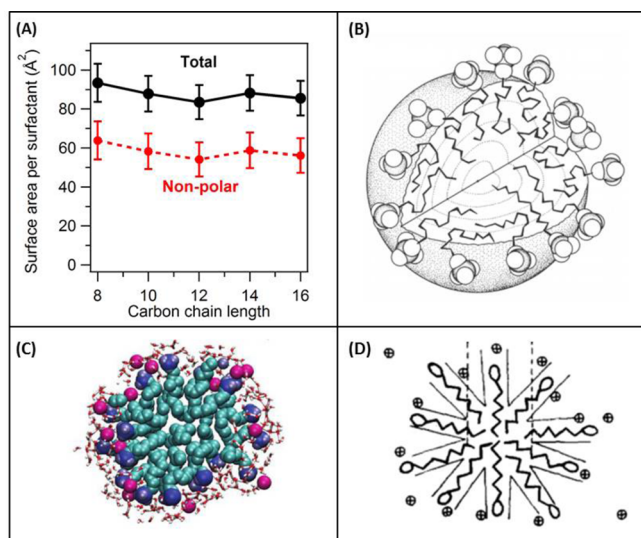 (A)
Total
Non-polar
Surface area per surfactant (Å²)
100
80
60
40
20
0
8
10
12
14
16
Carbon chain length
(B)
(C)
(D)